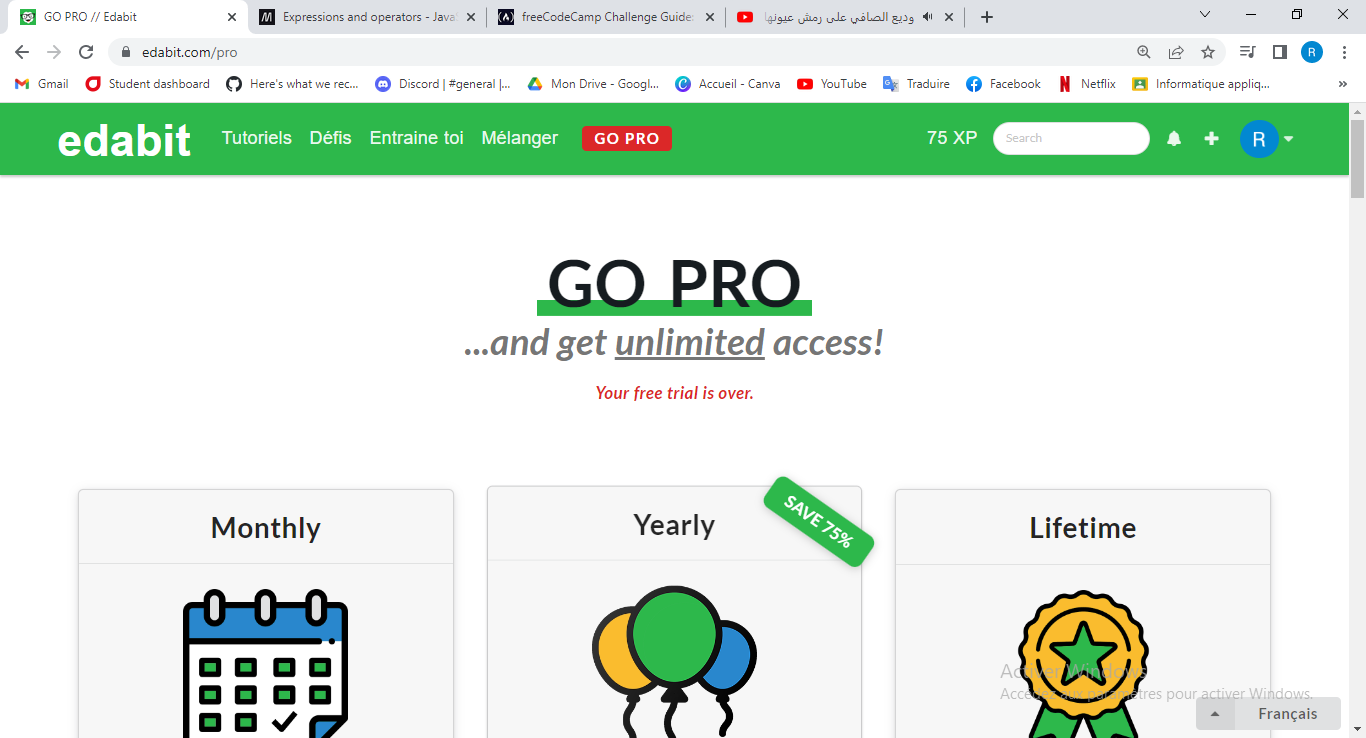 GO PRO // Edabit
Expressions and operators - Java
freeCodeCamp Challenge Guide:
وديع الصافي على رمش عيونها
edabit.com/pro
Gmail
Student dashboard
Here's what we rec...
Discord | #general |...
Mon Drive - Googl...
Accueil - Canva
YouTube
Traduire
Facebook
Netflix
Informatique appliq...
»
R
edabit
Tutoriels
Défis
Entraine toi
Mélanger
GO PRO
75 XP
Search
R
GO PRO
...and get unlimited access!
Your free trial is over.
Monthly
Yearly
SAVE 75%
Lifetime
Activer Windows
Accédez aux paramètres pour activer Windows.
Français